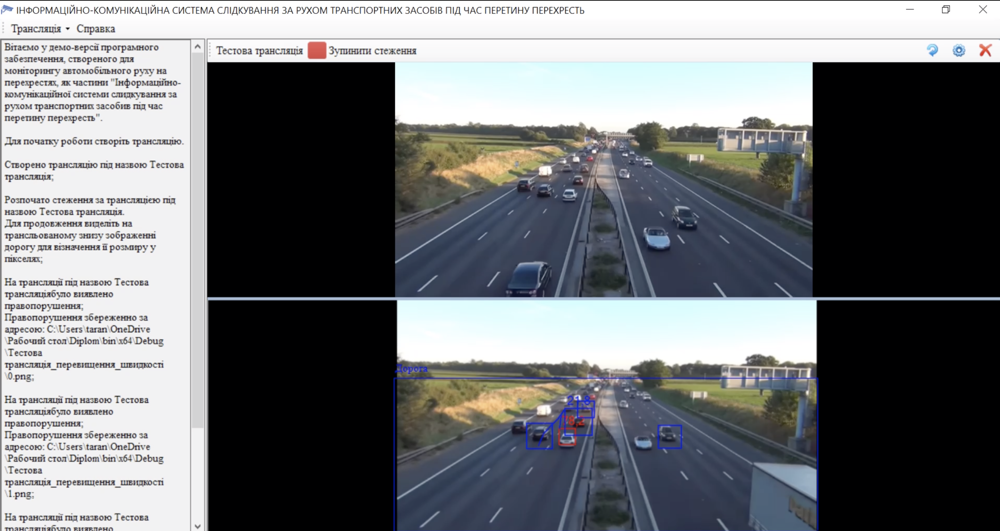 ІНФОРМАЦІЙНО-КОМУНІКАЦІЙНА СИСТЕМА СЛІДКУВАННЯ ЗА РУХОМ ТРАНСПОРТНИХ ЗАСОБІВ ПІД ЧАС ПЕРЕТИНУ ПЕРЕХРЕСТЬ
Трансляція Справка
Вітаємо у демо-версії програмного
забезпечення, створеного для
моніторингу автомобільного руху на
перехрестях, як частини "Інформаційно-
комунікаційної системи слидкування за
рухом транспортних засобив під час
перетину перехресть".
Для початку роботи створіть трансляцію.
Створено трансляцію під назвою Тестова
трансляція;
Розпочато стеження за трансляцією під
назвою Тестова трансляція.
Для продовження виделіть на
трансльованому знизу зображенні
дорогу для візначення її розмиру у
пікселях;
На трансляції під назвою Тестова
трансляціябуло виявлено
правопорушення;
Правопорушення збереженно за
адресою: C:\Users\taran\OneDrive
\Рабочий стол\Diplom\bin\x64\Debug
\Тестова
трансляція_перевищення_швидкості
\0.png;
На трансляції під назвою Тестова
трансляціябуло виявлено
правопорушення;
Правопорушення збереженно за
адресою: C:\Users\taran\OneDrive
\Рабочий стол\Diplom\bin\x64\Debug
\Тестова
трансляція_перевищення_швидкості
\1.png;
На трансляції під назвою Тестова
трансляціябуло виявлено
Тестова трансляція Зупинити стеження
Дорога
21,8
78,2